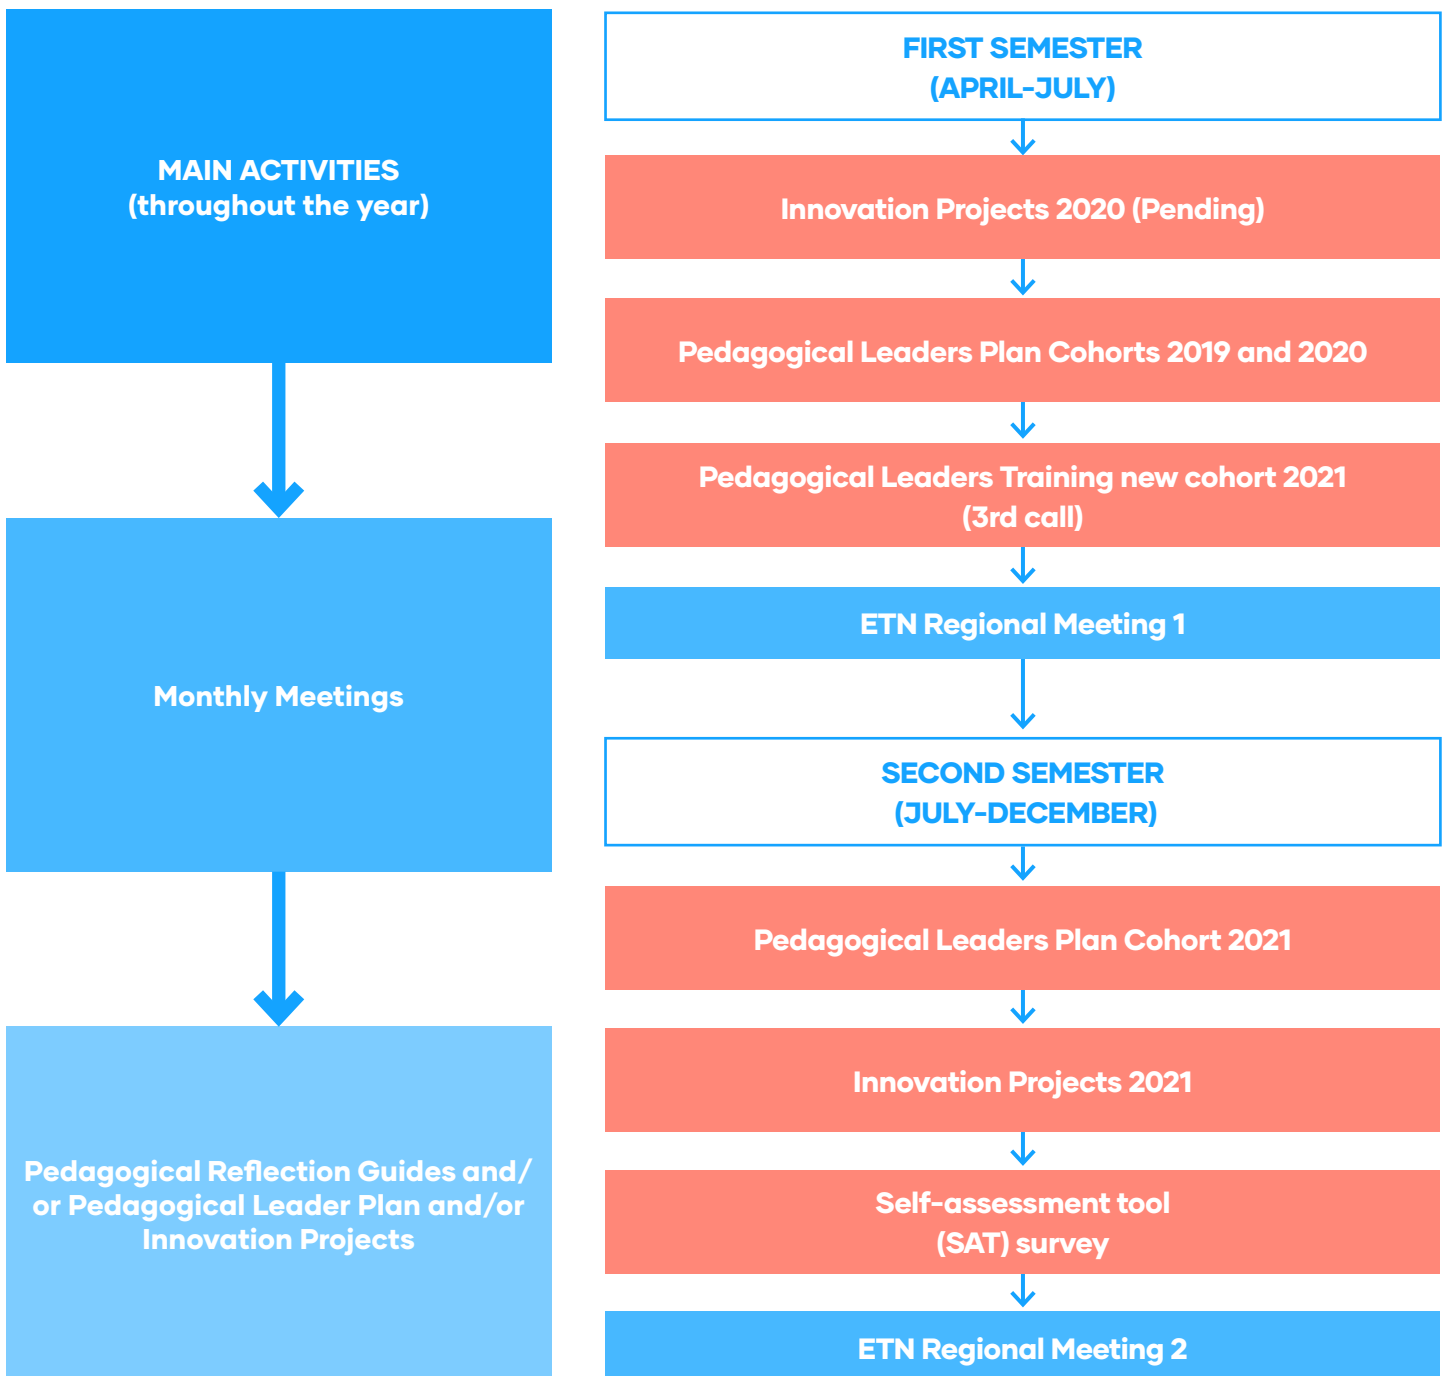 MAIN ACTIVITIES
(throughout the year)
Monthly Meetings
Pedagogical Reflection Guides and/
or Pedagogical Leader Plan and/or
Innovation Projects
FIRST SEMESTER
(APRIL-JULY)
Innovation Projects 2020 (Pending)
Pedagogical Leaders Plan Cohorts 2019 and 2020
Pedagogical Leaders Training new cohort 2021
(3rd call)
ETN Regional Meeting 1
SECOND SEMESTER
(JULY-DECEMBER)
Pedagogical Leaders Plan Cohort 2021
Innovation Projects 2021
Self-assessment tool
(SAT) survey
ETN Regional Meeting 2